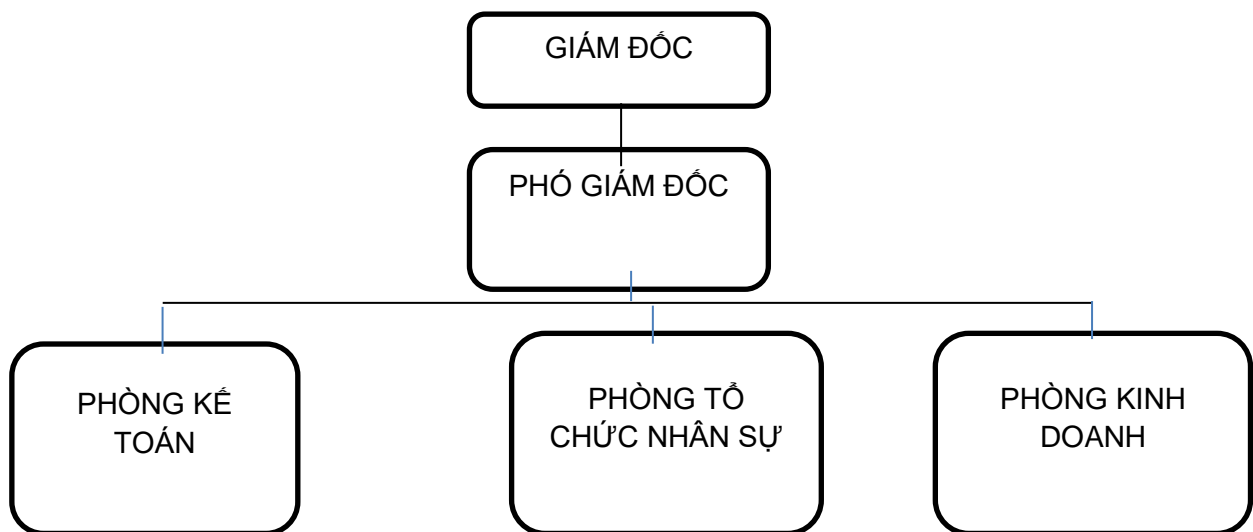 GIÁM ĐỐC
PHÓ GIÁM ĐỐC
PHÒNG KẾ
TOÁN
PHÒNG TỔ
CHỨC NHÂN SỰ
PHÒNG KINH
DOANH